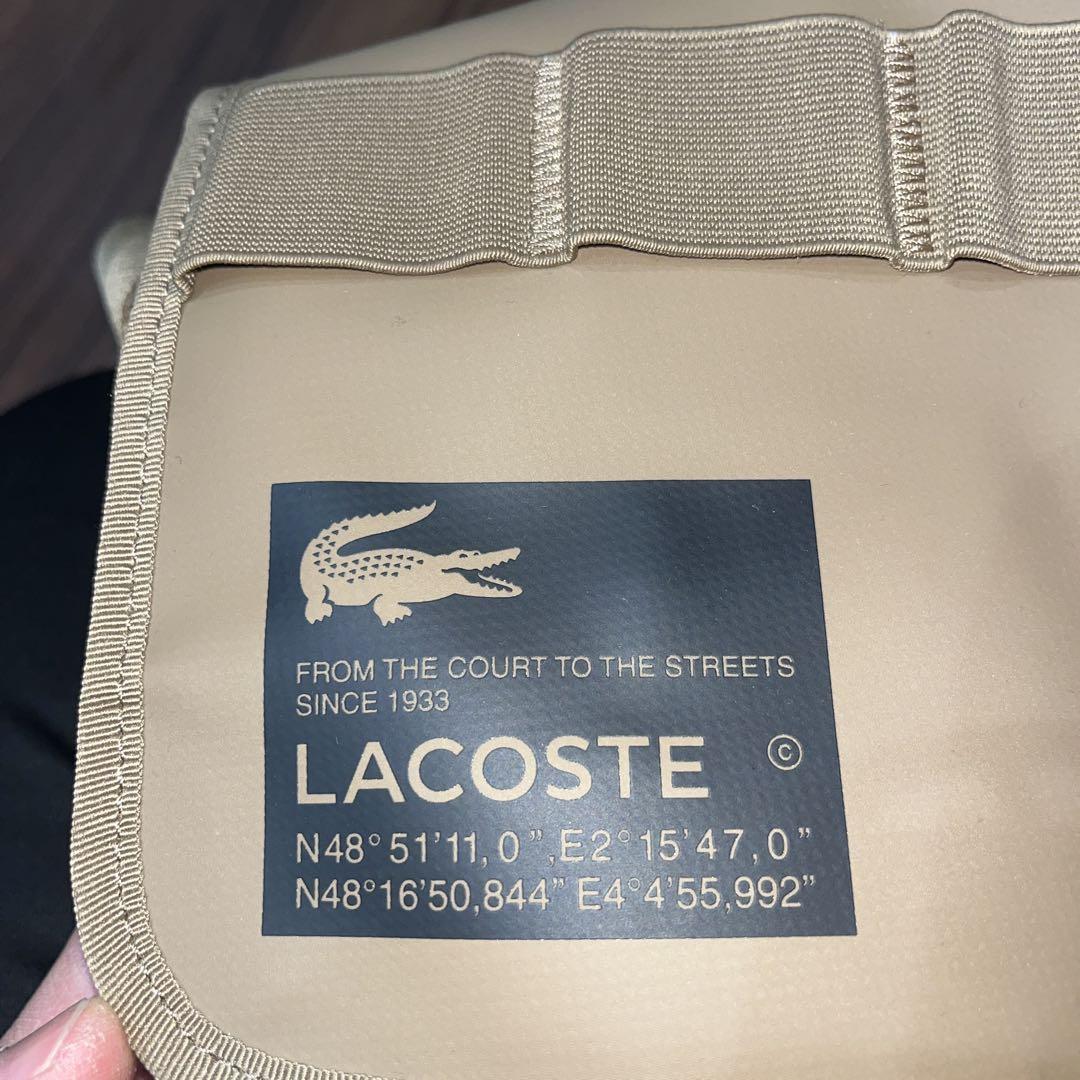 FROM THE COURT TO THE STREETS
SINCE 1933
LACOSTE ©
N48°51'11,0",E2°15'47,0"
N48°16'50,844" E4°4'55,992"